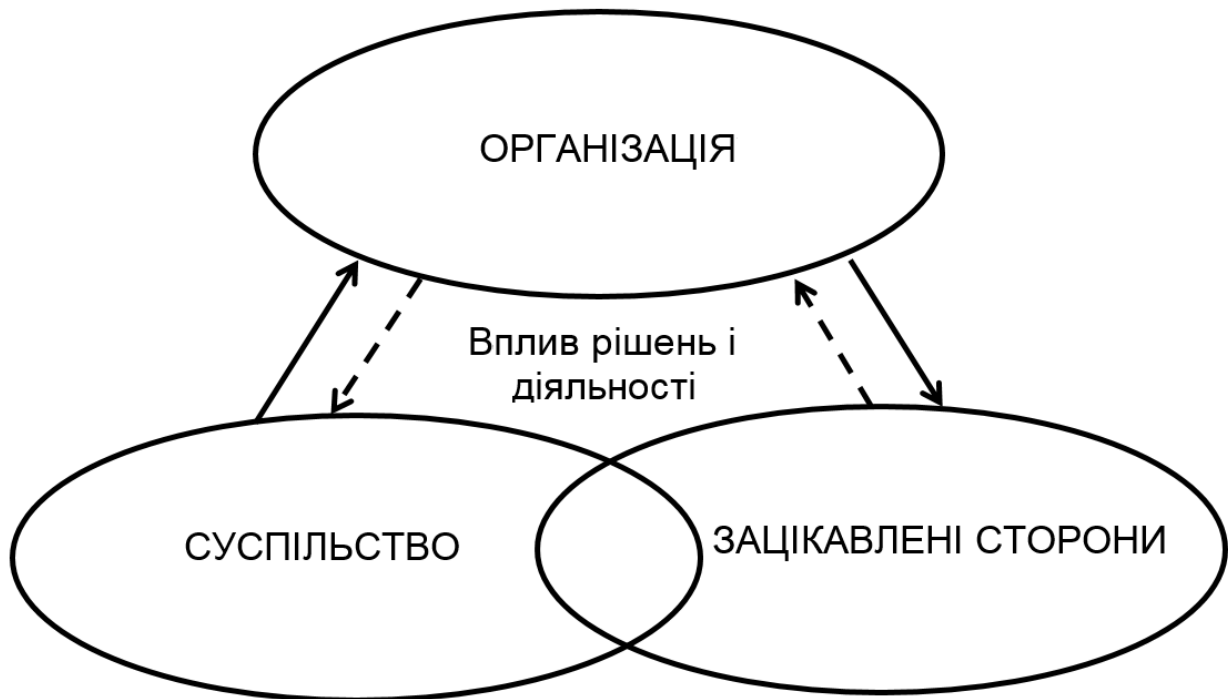 ОРГАНІЗАЦІЯ
Вплив рішень і
діяльності
СУСПІЛЬСТВО
ЗАЦІКАВЛЕНІ СТОРОНИ